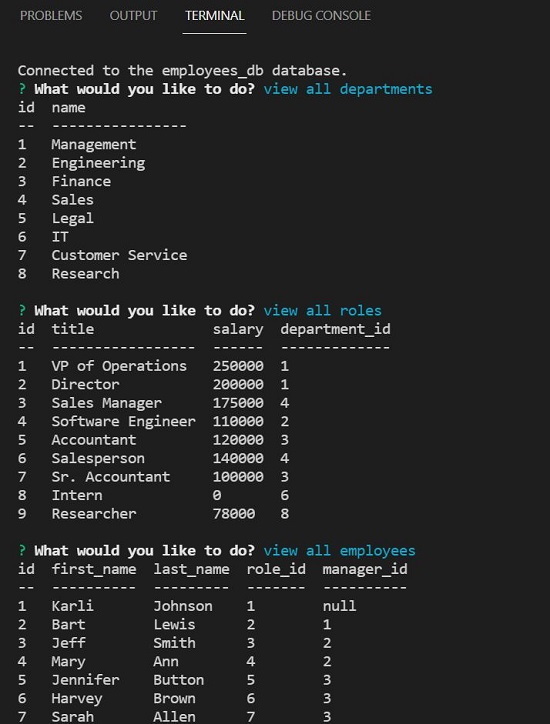 PROBLEMS OUTPUT TERMINAL DEBUG CONSOLE
Connected to the employees_db database.
? What would you like to do? view all departments
id  name
--  ----------------
1   Management
2   Engineering
3   Finance
4   Sales
5   Legal
6   IT
7   Customer Service
8   Research
? What would you like to do? view all roles
id  title              salary  department_id
--  -----------------  ------  -------------
1   VP of Operations   250000  1
2   Director           200000  1
3   Sales Manager      175000  4
4   Software Engineer  110000  2
5   Accountant         120000  3
6   Salesperson        140000  4
7   Sr. Accountant     100000  3
8   Intern             0       6
9   Researcher         78000   8
? What would you like to do? view all employees
id  first_name  last_name  role_id  manager_id
--  ----------  ---------  -------  ----------
1   Karli       Johnson    1        null
2   Bart        Lewis      2        1
3   Jeff        Smith      3        2
4   Mary        Ann        4        2
5   Jennifer    Button     5        3
6   Harvey      Brown      6        3
7   Sarah       Allen      7        3